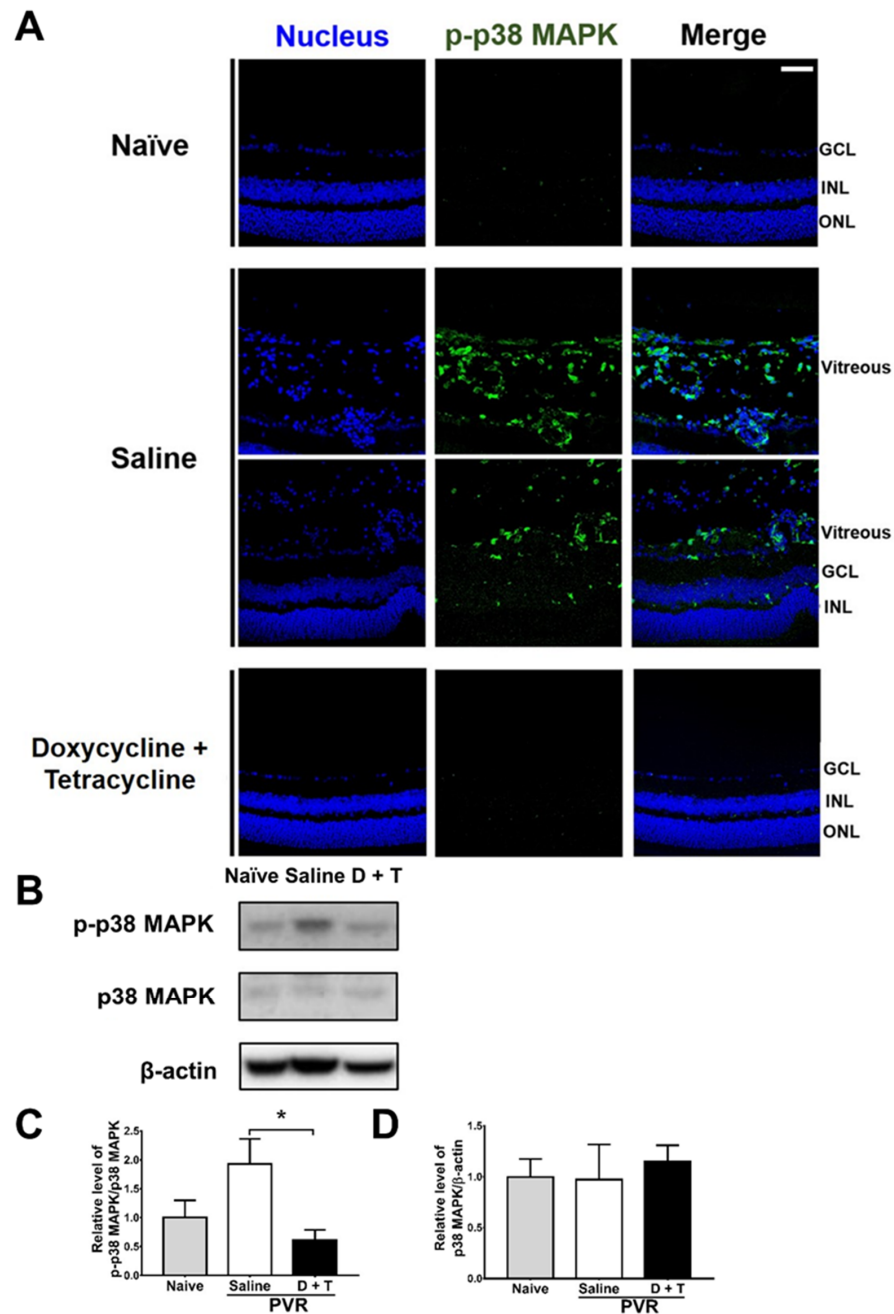 A
Nucleus p-p38 MAPK Merge
Naïve
GCL
INL
ONL
Saline
Vitreous
Vitreous
GCL
INL
Doxycycline +
Tetracycline
GCL
INL
ONL
B
Naïve Saline D + T
p-p38 MAPK
p38 MAPK
β-actin
C
Relative level of
p-p38 MAPK/p38 MAPK
2.5
2.0
1.5
1.0
0.5
0.0
*
Naive Saline D + T
PVR
D
Relative level of
p38 MAPK/β-actin
1.5
1.0
0.5
0.0
Naive Saline D + T
PVR